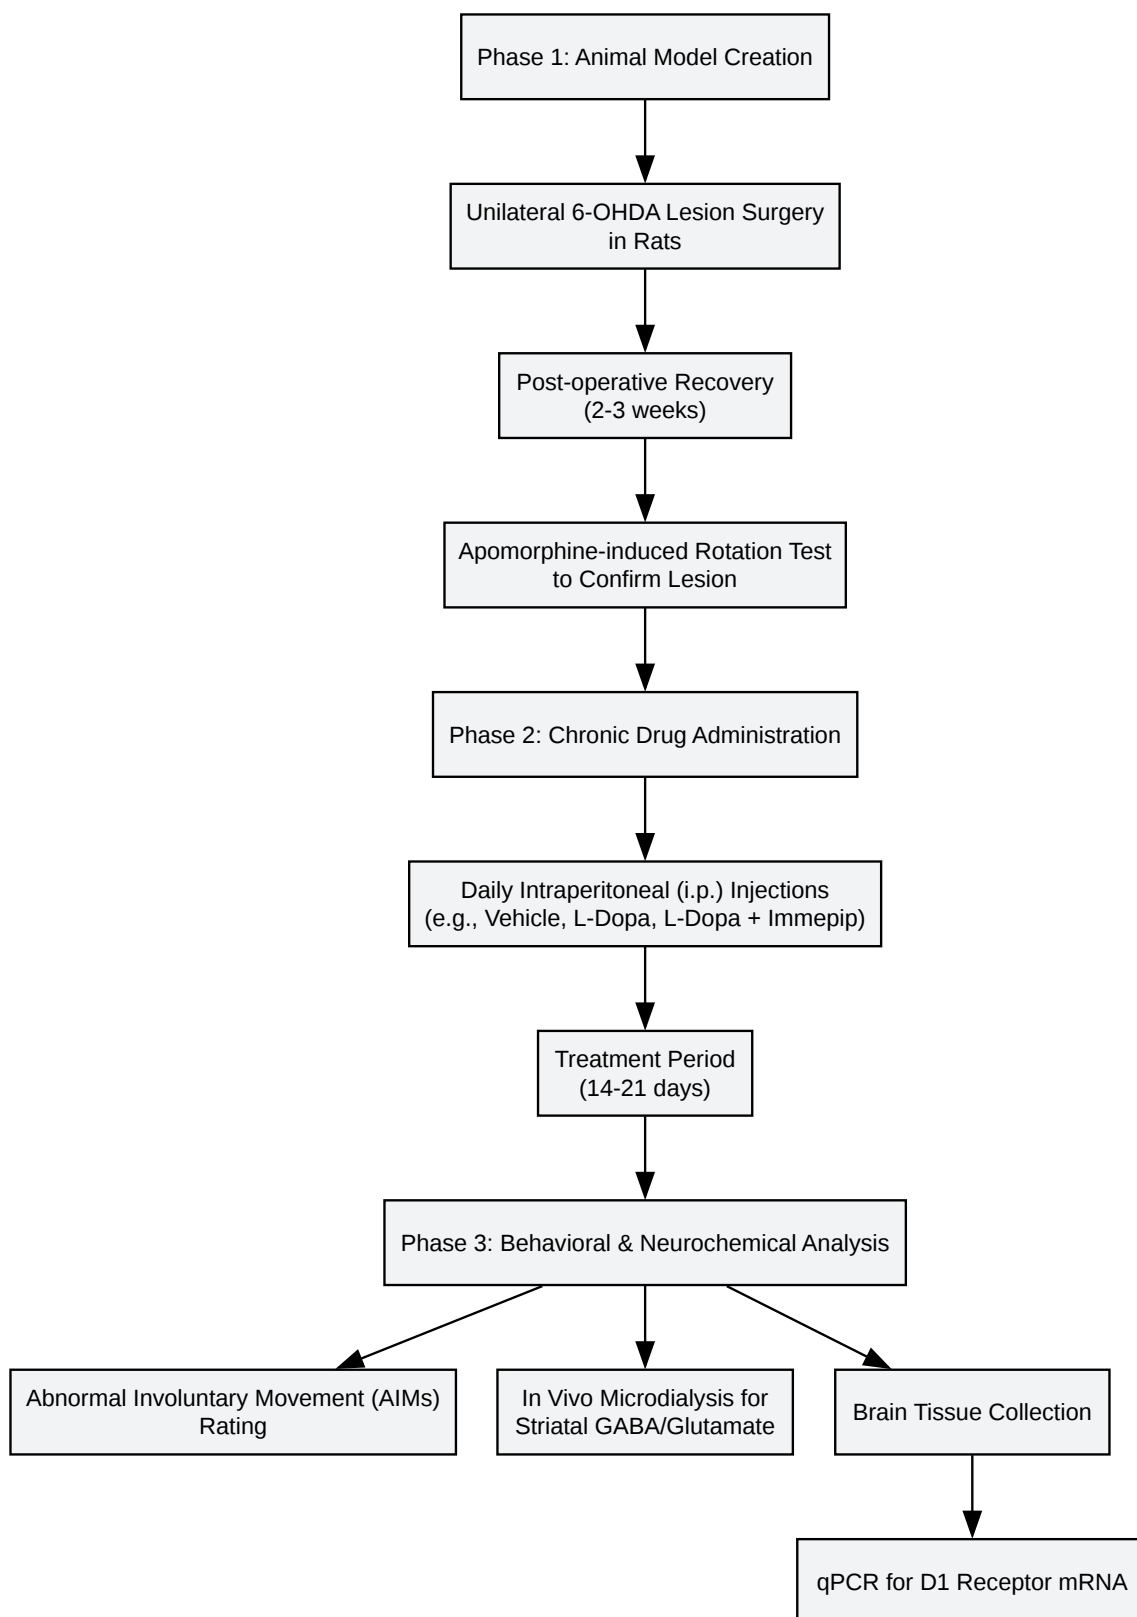 Phase 1: Animal Model Creation
Unilateral 6-OHDA Lesion Surgery
in Rats
Post-operative Recovery
(2-3 weeks)
Apomorphine-induced Rotation Test
to Confirm Lesion
Phase 2: Chronic Drug Administration
Daily Intraperitoneal (i.p.) Injections
(e.g., Vehicle, L-Dopa, L-Dopa + Immepip)
Treatment Period
(14-21 days)
Phase 3: Behavioral & Neurochemical Analysis
Abnormal Involuntary Movement (AIMs)
Rating
In Vivo Microdialysis for
Striatal GABA/Glutamate
Brain Tissue Collection
qPCR for D1 Receptor mRNA